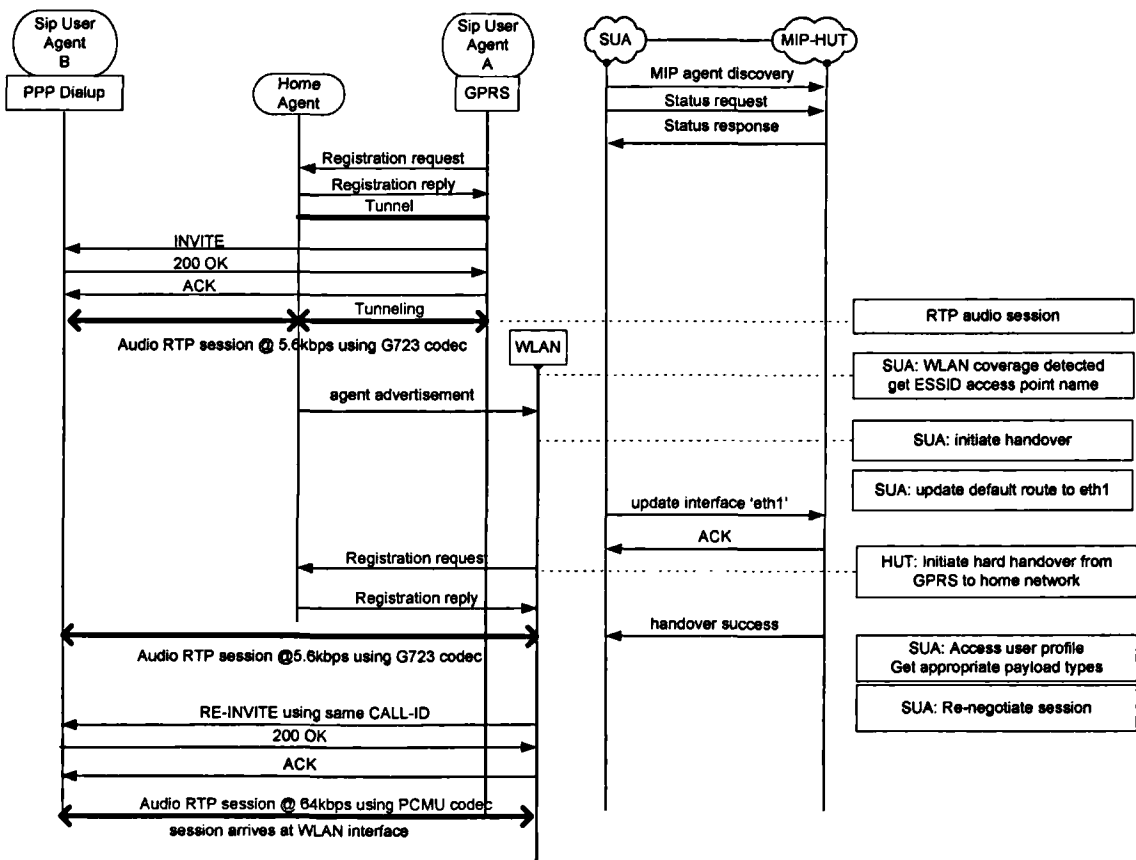 Sip User
Agent
B
PPP Dialup
Home
Agent
Sip User
Agent
A
GPRS
SUA
MIP-HUT
MIP agent discovery
Status request
Status response
Registration request
Registration reply
Tunnel
INVITE
200 OK
ACK
Tunneling
RTP audio session
Audio RTP session @ 5.6kbps using G723 codec
WLAN
SUA: WLAN coverage detected
get ESSID access point name
agent advertisement
SUA: initiate handover
SUA: update default route to eth1
update interface 'eth1'
ACK
Registration request
HUT: Initiate hard handover from
GPRS to home network
Registration reply
handover success
Audio RTP session @5.6kbps using G723 codec
SUA: Access user profile
Get appropriate payload types
SUA: Re-negotiate session
RE-INVITE using same CALL-ID
200 OK
ACK
Audio RTP session @ 64kbps using PCMU codec
session arrives at WLAN interface